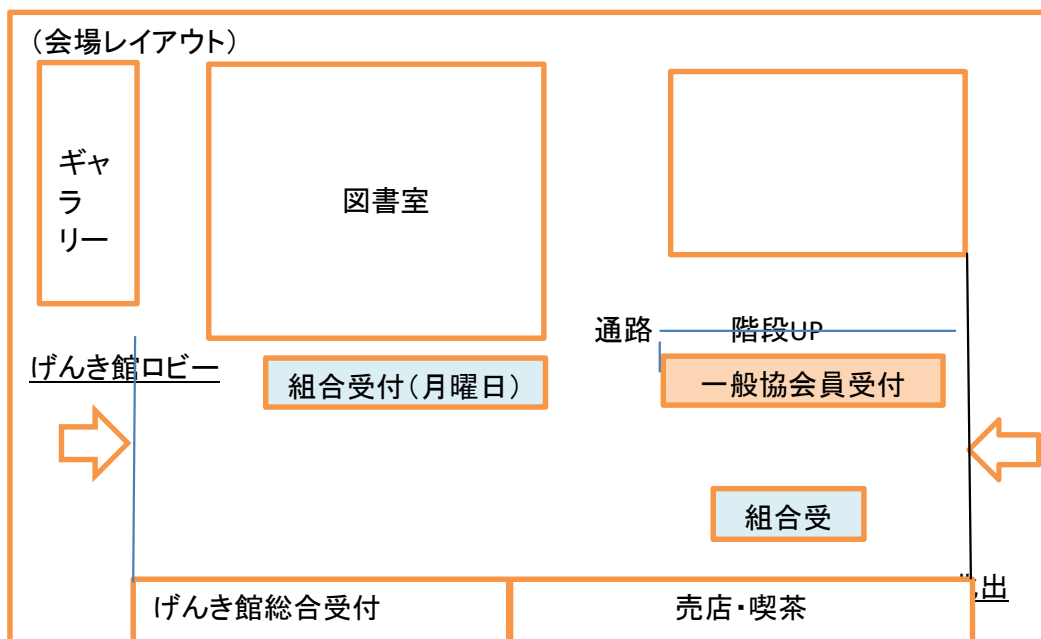 （会場レイアウト）
ギャ
ラ
リー
図書室
通路
階段UP
げんき館ロビー
組合受付（月曜日）
一般協会員受付
組合受
出
げんき館総合受付
売店・喫茶